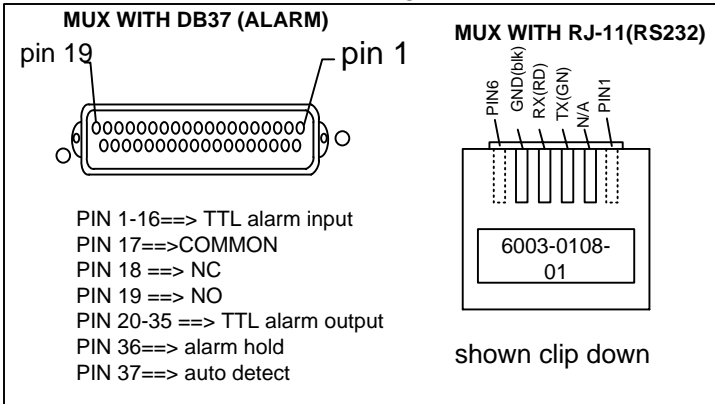 MUX WITH DB37 (ALARM)
pin 19
pin 1
PIN 1-16==> TTL alarm input
PIN 17==>COMMON
PIN 18 ==> NC
PIN 19 ==> NO
PIN 20-35 ==> TTL alarm output
PIN 36==> alarm hold
PIN 37==> auto detect
MUX WITH RJ-11(RS232)
PIN6
GND(blk)
RX(RD)
TX(GN)
N/A
PIN1
6003-0108-
01
shown clip down